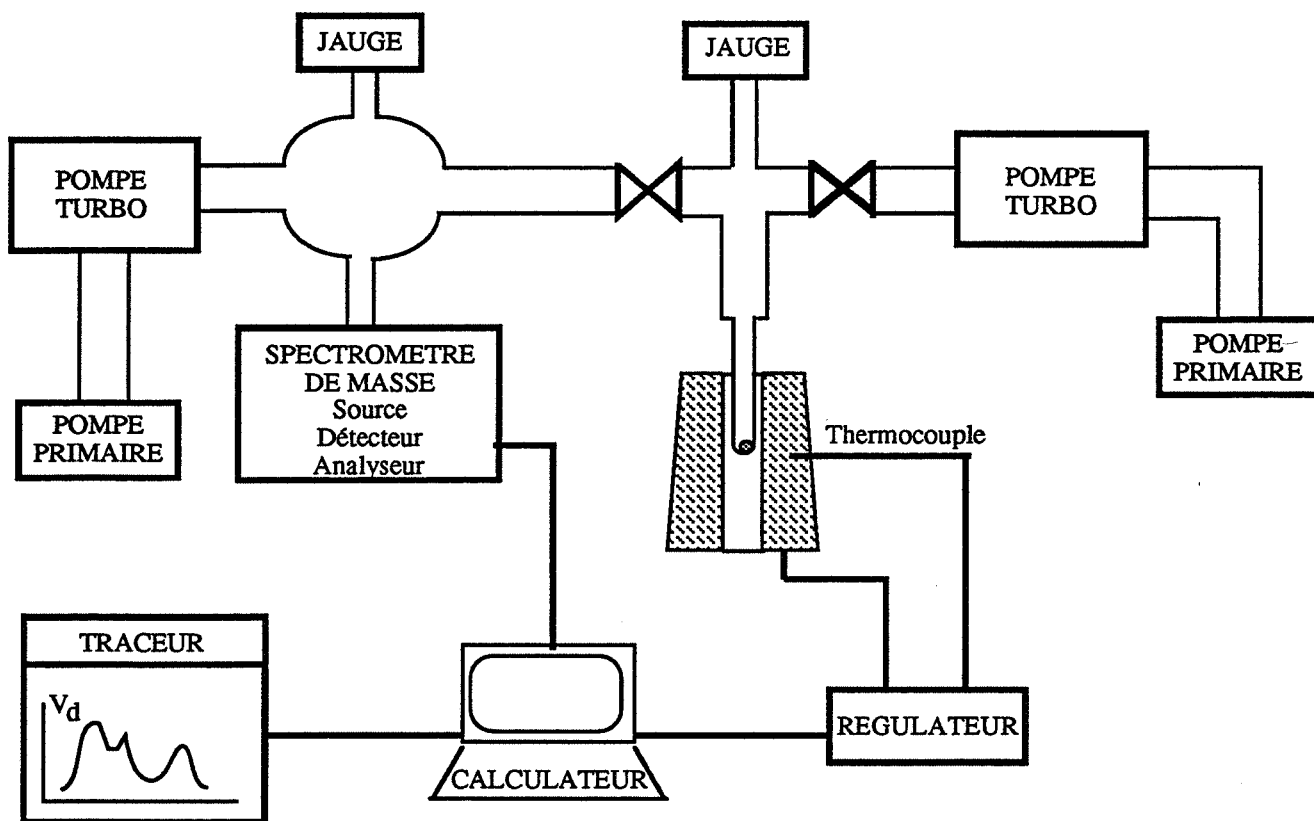 JAUGE
JAUGE
POMPE
TURBO
POMPE
TURBO
SPECTROMETRE
DE MASSE
Source
Détecteur
Analyseur
POMPE
PRIMAIRE
POMPE
PRIMAIRE
Thermocouple
TRACEUR
Vd
CALCULATEUR
REGULATEUR